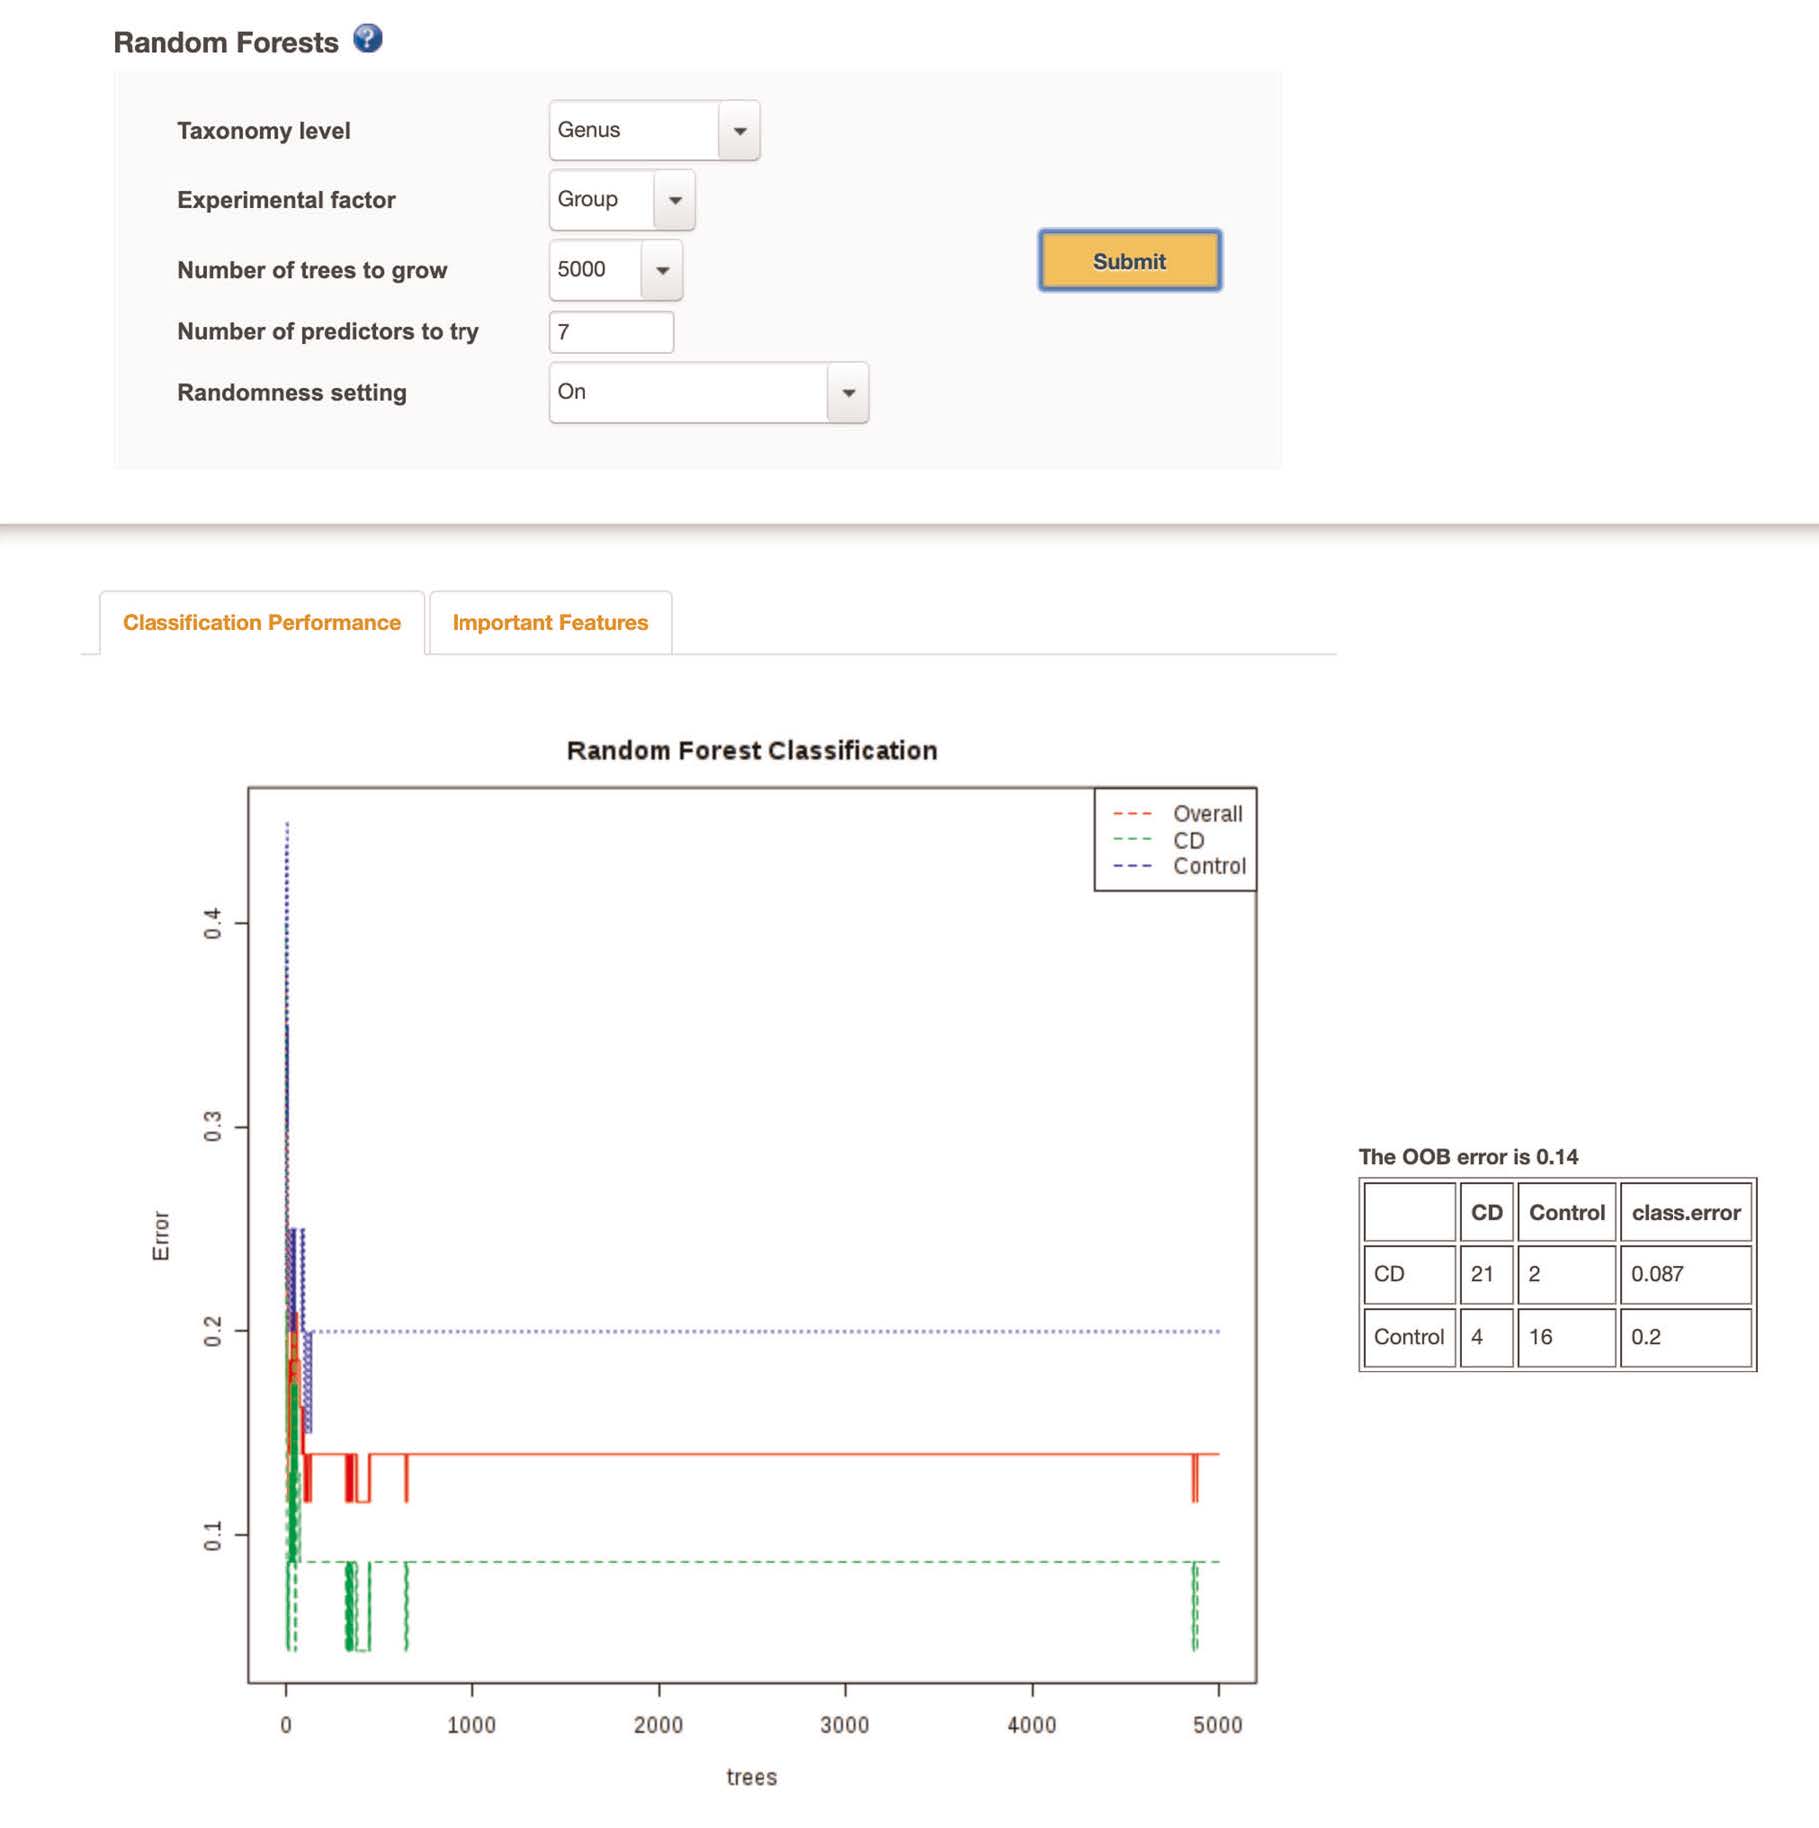 Random Forests ?
Taxonomy level Genus
Experimental factor Group
Number of trees to grow 5000
Submit
Number of predictors to try 7
Randomness setting On
Classification Performance Important Features
Random Forest Classification
Overall
CD
Control
0.4
0.3
0.2
0.1
Error
0 1000 2000 3000 4000 5000
trees
The OOB error is 0.14
CD Control class.error
CD 21 2 0.087
Control 4 16 0.2